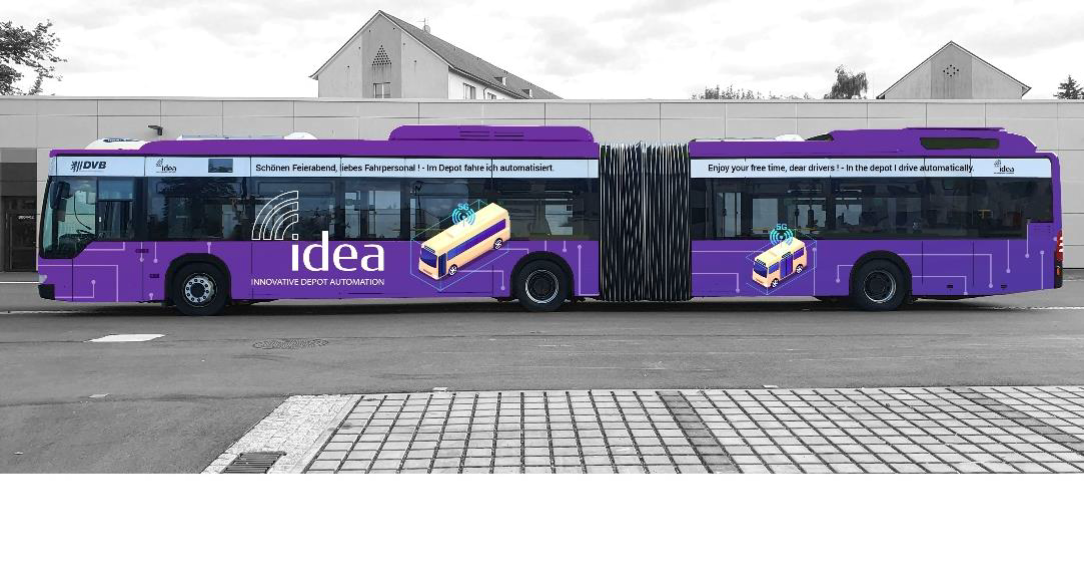 DVB
idea
Schönen Feierabend, liebes Fahrpersonal ! - Im Depot fahre ich automatisiert.
Enjoy your free time, dear drivers ! - In the depot I drive automatically.
idea
5G
5G
idea
INNOVATIVE DEPOT AUTOMATION